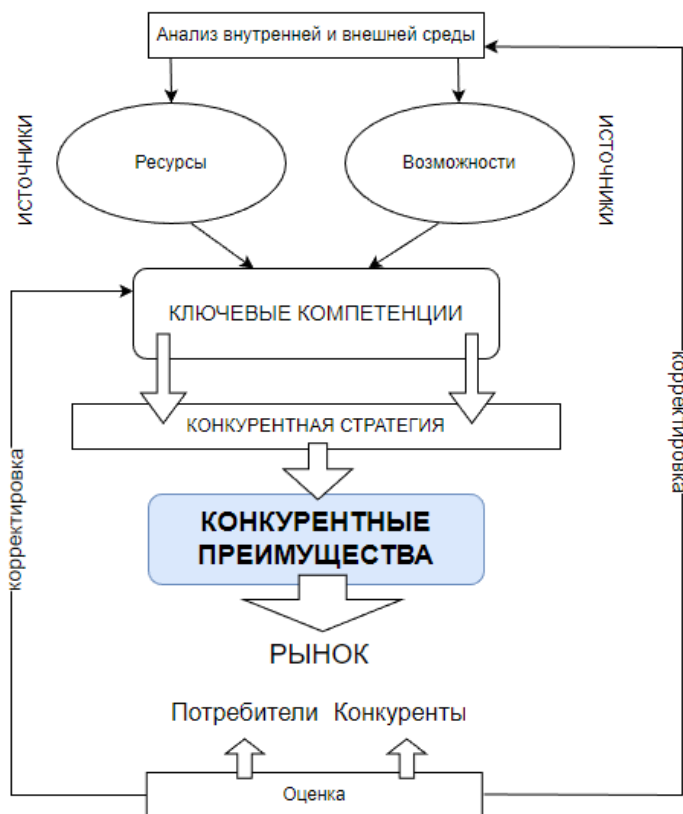 Анализ внутренней и внешней среды
ИСТОЧНИКИ
Ресурсы
Возможности
ИСТОЧНИКИ
КЛЮЧЕВЫЕ КОМПЕТЕНЦИИ
корректировка
КОНКУРЕНТНАЯ СТРАТЕГИЯ
корректировка
КОНКУРЕНТНЫЕ
ПРЕИМУЩЕСТВА
РЫНОК
Потребители Конкуренты
Оценка